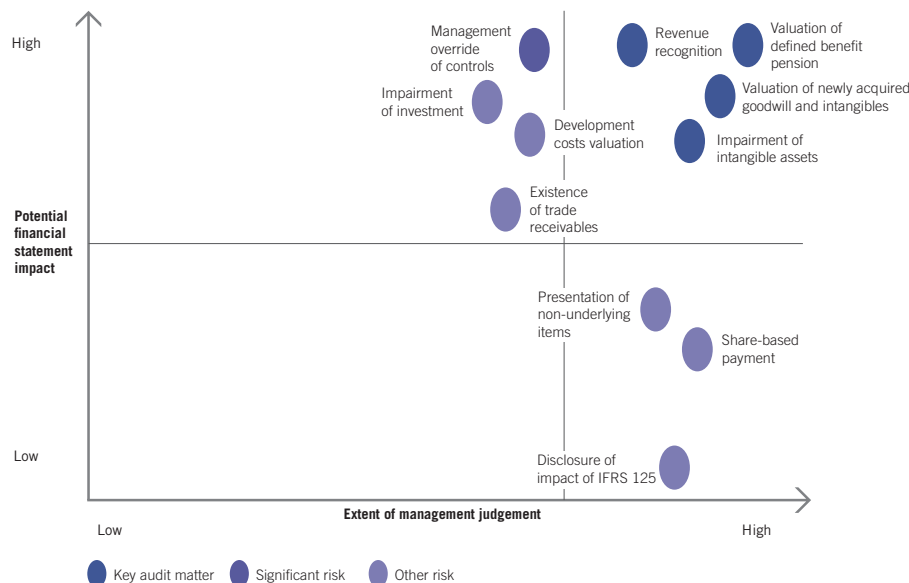 High
Management
override
of controls
Revenue
recognition
Valuation of
defined benefit
pension
Impairment
of investment
Valuation of newly acquired
goodwill and intangibles
Development
costs valuation
Impairment of
intangible assets
Existence
of trade
receivables
Potential
financial
statement
impact
Presentation of
non-underlying
items
Share-based
payment
Low
Disclosure of
impact of IFRS 125
Extent of management judgement
Low
High
Key audit matter
Significant risk
Other risk